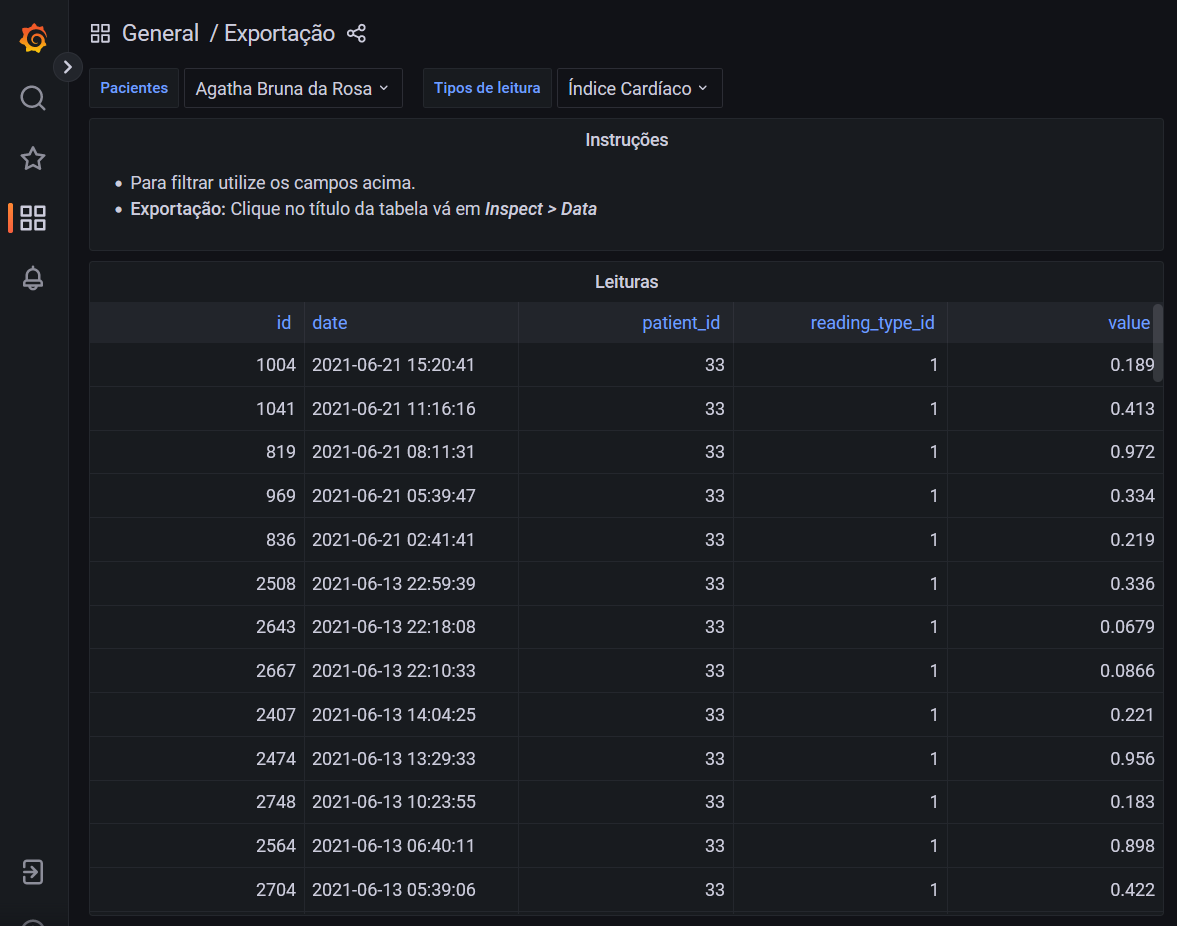 General / Exportação
Pacientes Agatha Bruna da Rosa Tipos de leitura Índice Cardíaco
Instruções
• Para filtrar utilize os campos acima.
• Exportação: Clique no título da tabela vá em Inspect > Data
Leituras
id date patient_id reading_type_id value
1004 2021-06-21 15:20:41 33 1 0.189
1041 2021-06-21 11:16:16 33 1 0.413
819 2021-06-21 08:11:31 33 1 0.972
969 2021-06-21 05:39:47 33 1 0.334
836 2021-06-21 02:41:41 33 1 0.219
2508 2021-06-13 22:59:39 33 1 0.336
2643 2021-06-13 22:18:08 33 1 0.0679
2667 2021-06-13 22:10:33 33 1 0.0866
2407 2021-06-13 14:04:25 33 1 0.221
2474 2021-06-13 13:29:33 33 1 0.956
2748 2021-06-13 10:23:55 33 1 0.183
2564 2021-06-13 06:40:11 33 1 0.898
2704 2021-06-13 05:39:06 33 1 0.422